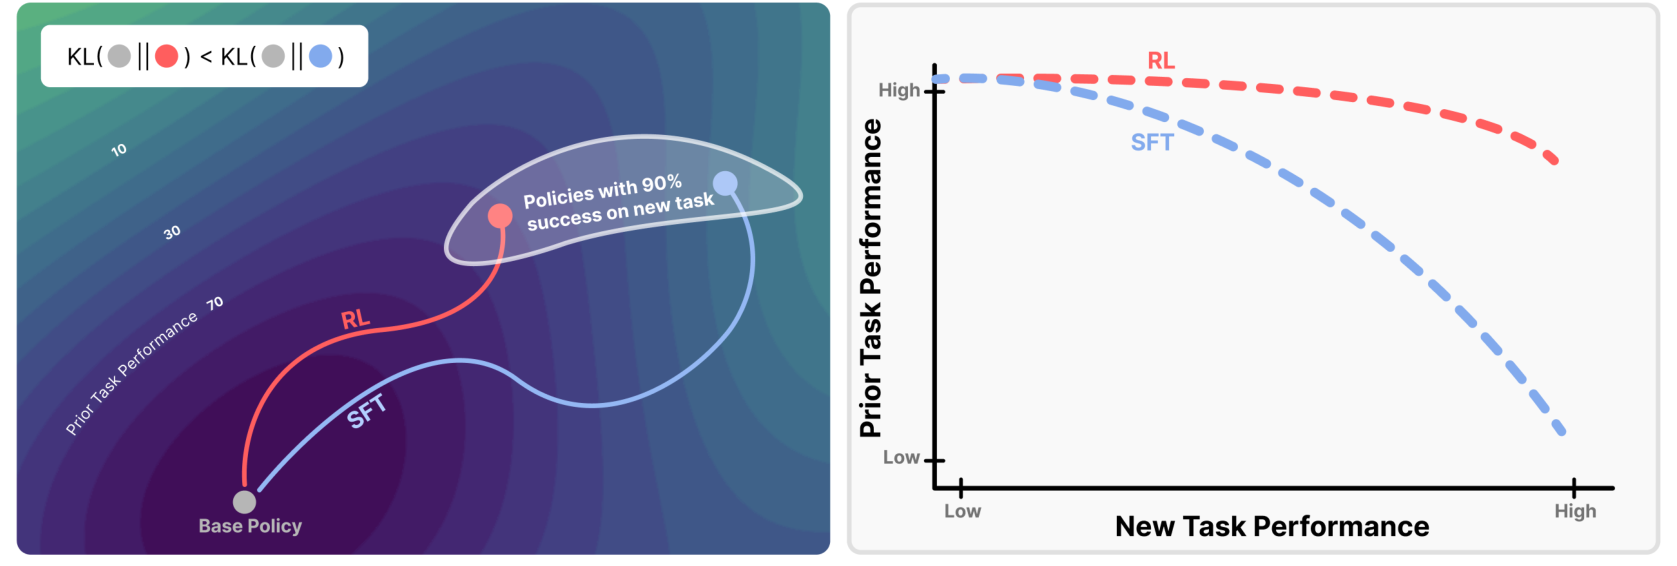 KL( || ) < KL( || )
10
30
70
Prior Task Performance
Policies with 90%
success on new task
RL
SFT
Base Policy
RL
SFT
High
Low
Prior Task Performance
Low
High
New Task Performance